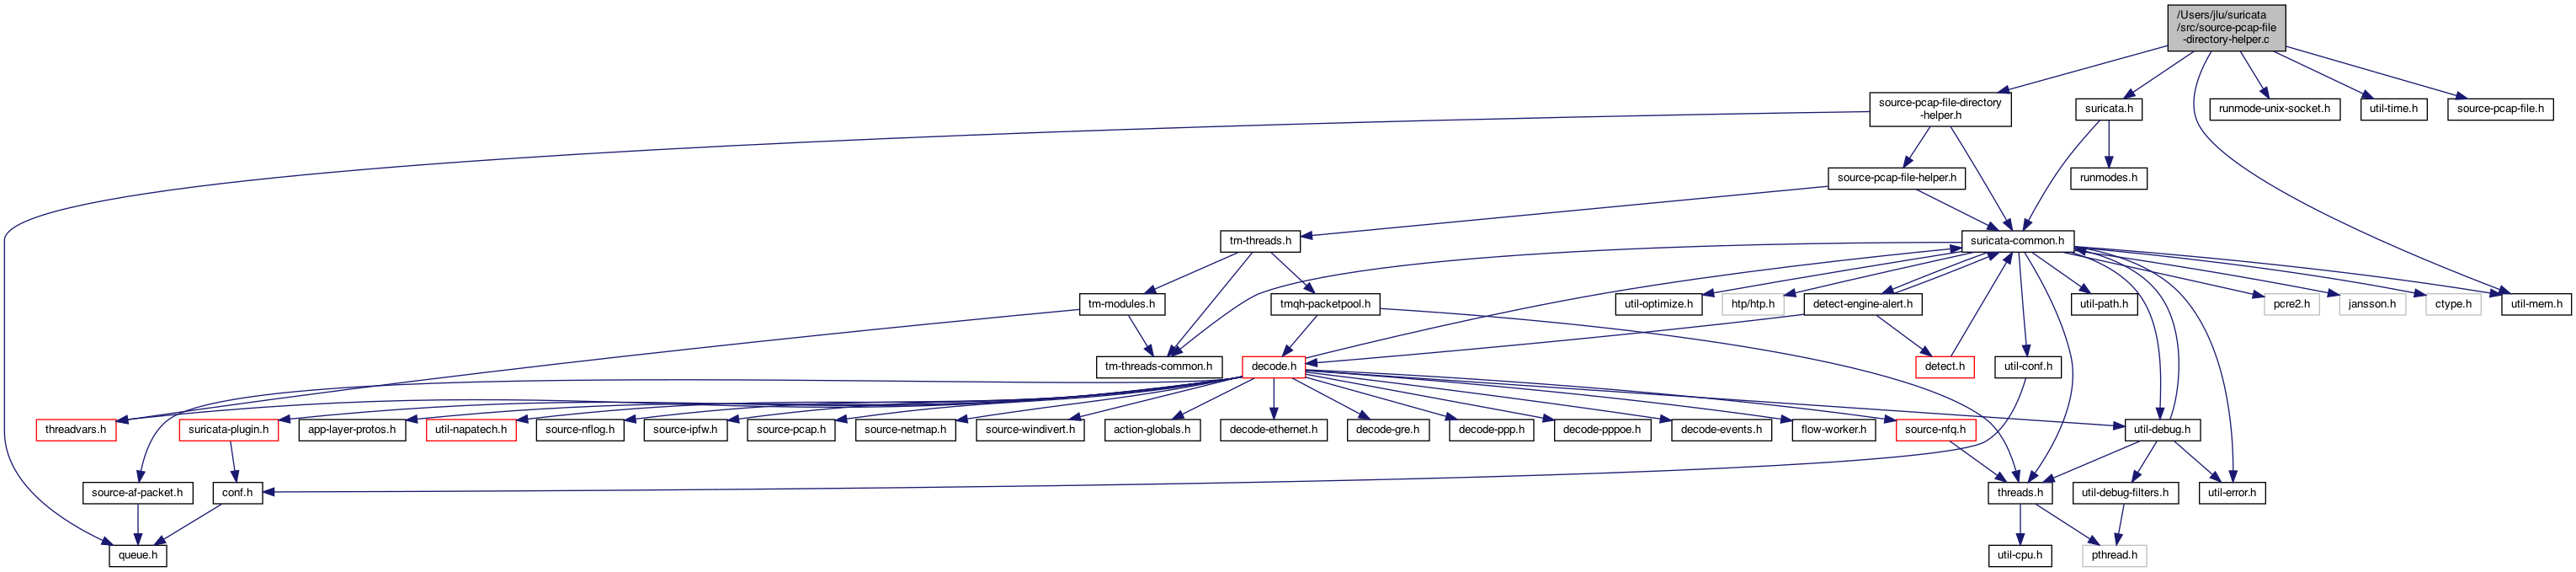 /Users/jlu/suricata
/src/source-pcap-file
-directory-helper.c
source-pcap-file-directory
-helper.h
suricata.h
runmode-unix-socket.h
util-time.h
source-pcap-file.h
source-pcap-file-helper.h
runmodes.h
tm-threads.h
suricata-common.h
tm-modules.h
tmqh-packetpool.h
util-optimize.h
htp/htp.h
detect-engine-alert.h
util-path.h
pcre2.h
jansson.h
ctype.h
util-mem.h
tm-threads-common.h
decode.h
detect.h
util-conf.h
threadvars.h
suricata-plugin.h
app-layer-protos.h
util-napatech.h
source-nflog.h
source-ipfw.h
source-pcap.h
source-netmap.h
source-windivert.h
action-globals.h
decode-ethernet.h
decode-gre.h
decode-ppp.h
decode-pppoe.h
decode-events.h
flow-worker.h
source-nfq.h
util-debug.h
source-af-packet.h
conf.h
threads.h
util-debug-filters.h
util-error.h
queue.h
util-cpu.h
pthread.h